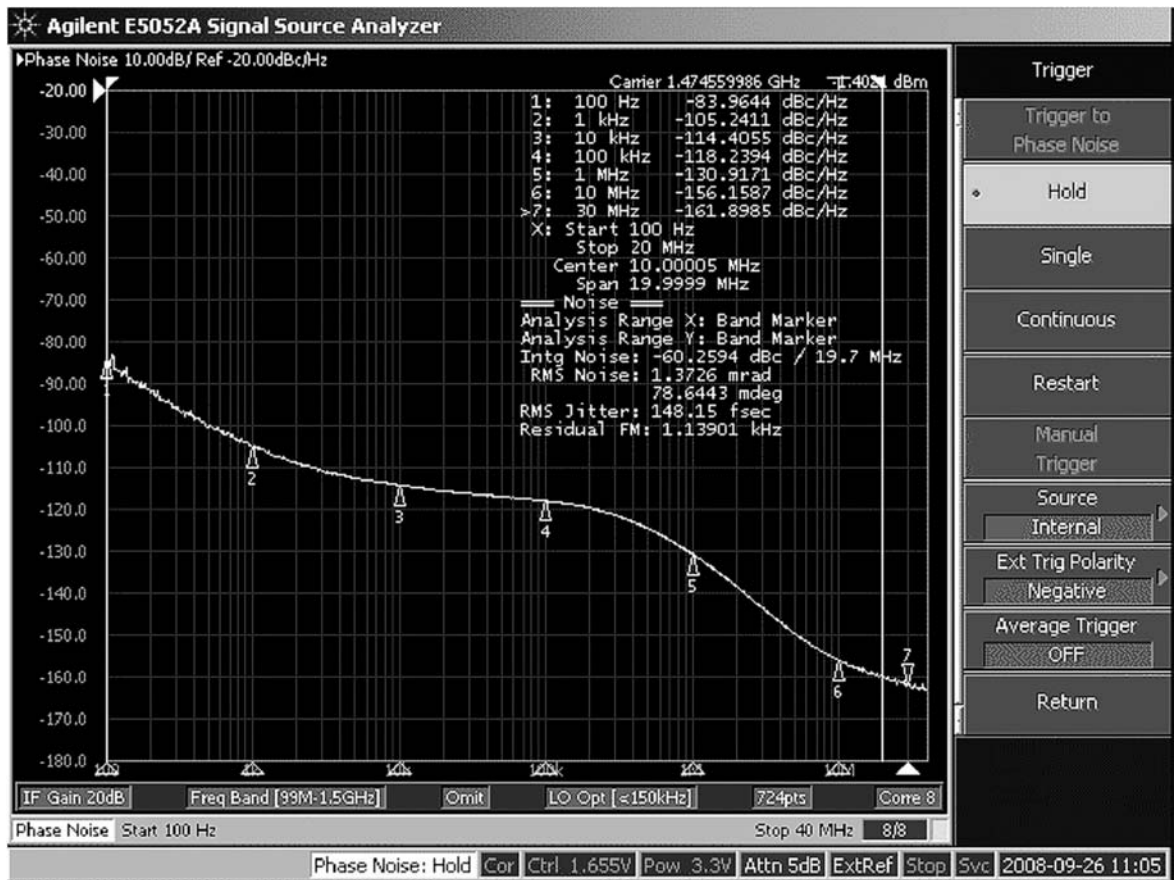 Agilent E5052A Signal Source Analyzer
▶Phase Noise 10.00dB/ Ref -20.00dBc/Hz
Carrier 1.474559986 GHz dBm
1: 100 Hz -83.9644 dBc/Hz
2: 1 kHz -105.2411 dBc/Hz
3: 10 kHz -114.4055 dBc/Hz
4: 100 kHz -118.2394 dBc/Hz
5: 1 MHz -130.9171 dBc/Hz
6: 10 MHz -156.1587 dBc/Hz
>7: 30 MHz -161.8985 dBc/Hz
X: Start 100 Hz
Stop 20 MHz
Center 10.00005 MHz
Span 19.9999 MHz
=== Noise ===
Analysis Range X: Band Marker
Analysis Range Y: Band Marker
Intg Noise: -60.2594 dBc / 19.7 MHz
RMS Noise: 1.3726 mrad
78.6443 mdeg
RMS Jitter: 148.15 fsec
Residual FM: 1.13901 kHz
-20.00
-30.00
-40.00
-50.00
-60.00
-70.00
-80.00
-90.00
-100.0
-110.0
-120.0
-130.0
-140.0
-150.0
-160.0
-170.0
-180.0
1
2
3
4
5
6
7
IF Gain 20dB
Freq Band [99M-1.5GHz]
Omit
LO Opt [<150kHz]
724pts
Corre 8
Phase Noise Start 100 Hz
Stop 40 MHz 8/8
Phase Noise: Hold Cor Ctrl 1.655V Pow 3.3V Attn 5dB ExtRef Stop Svc 2008-09-26 11:05
Trigger
Trigger to
Phase Noise
Hold
Single
Continuous
Restart
Manual
Trigger
Source
Internal
Ext Trig Polarity
Negative
Average Trigger
OFF
Return